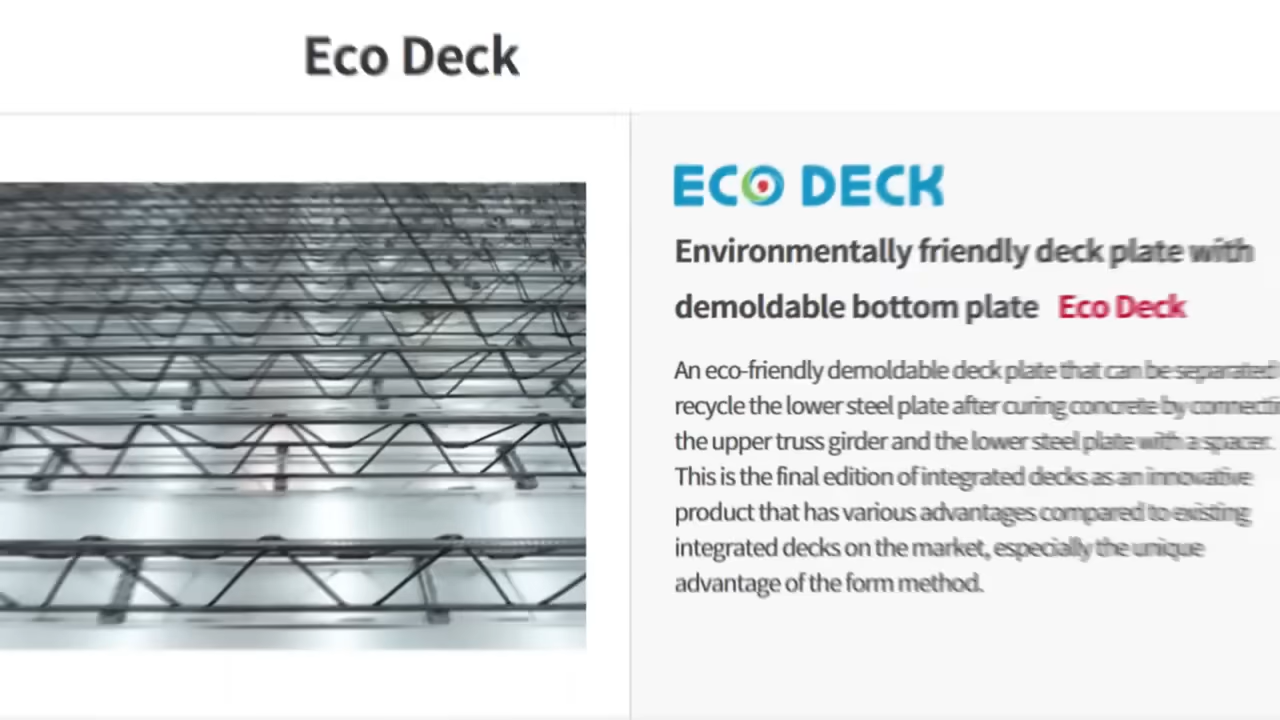 Eco Deck
ECO DECK
Environmentally friendly deck plate with
demoldable bottom plate Eco Deck
An eco-friendly demoldable deck plate that can be separated
recycle the lower steel plate after curing concrete by
the upper truss girder and the lower steel plate with a spacer.
This is the final edition of integrated decks as an innovative
product that has various advantages compared to existing
integrated decks on the market, especially the unique
advantage of the form method.